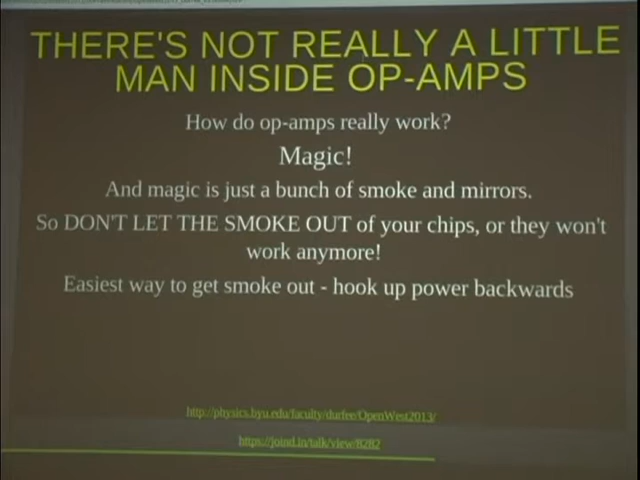 THERE'S NOT REALLY A LITTLE
MAN INSIDE OP-AMPS
How do op-amps really work?
Magic!
And magic is just a bunch of smoke and mirrors.
So DON'T LET THE SMOKE OUT of your chips, or they won't
work anymore!
Easiest way to get smoke out - hook up power backwards
http://physics.byu.edu/faculty/durfee/OpenWest2013/
https://joind.in/talk/view/8282